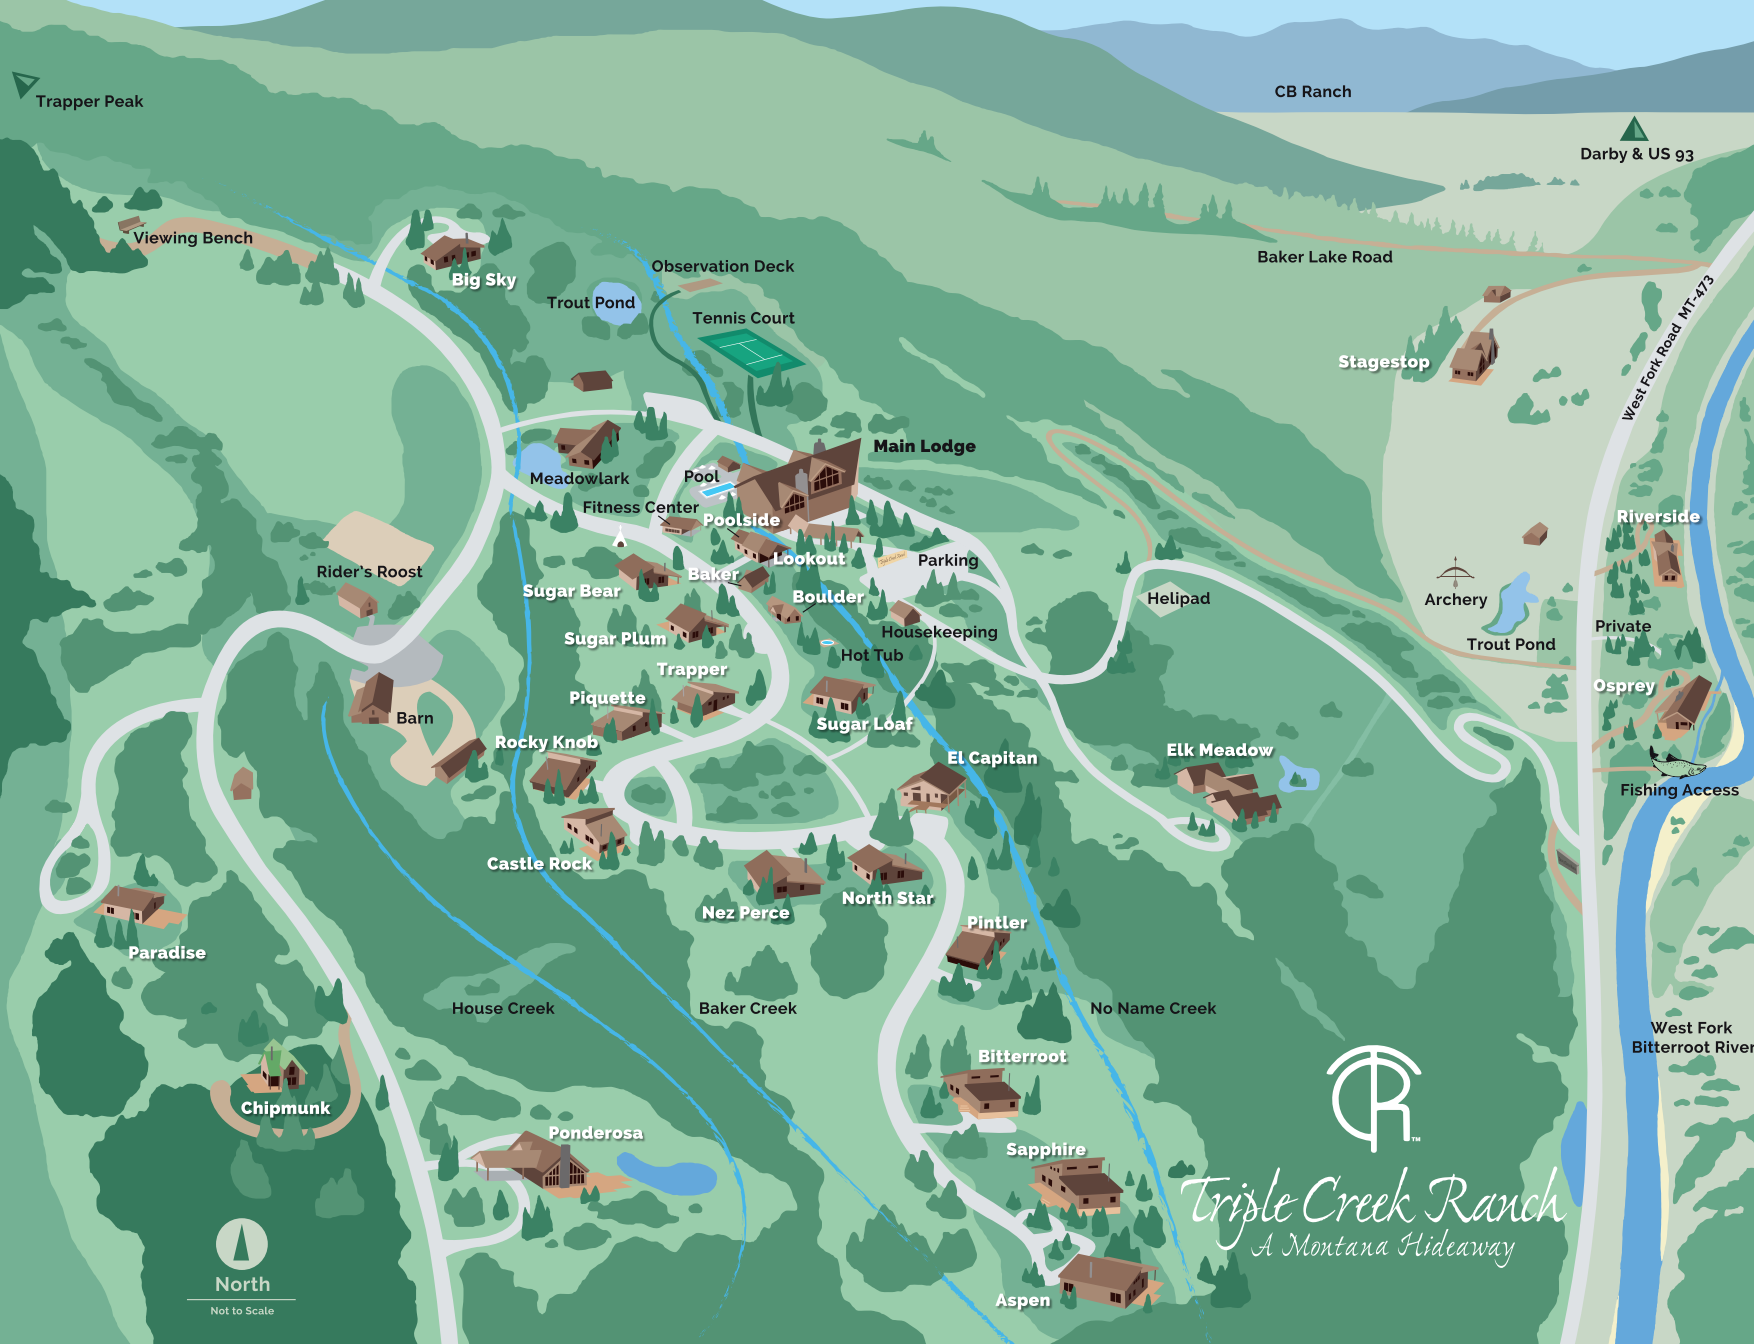 CB Ranch
Trapper Peak
Darby & US 93
Viewing Bench
Baker Lake Road
Big Sky
Observation Deck
Trout Pond
Tennis Court
West Fork Road MT-473
Stagestop
Main Lodge
Meadowlark
Pool
Fitness Center
Poolside
Riverside
Lookout
Parking
Rider's Roost
Baker
Sugar Bear
Boulder
Helipad
Archery
Sugar Plum
Housekeeping
Private
Trout Pond
Hot Tub
Trapper
Piquette
Osprey
Barn
Sugar Loaf
Rocky Knob
El Capitan
Elk Meadow
Fishing Access
Castle Rock
North Star
Nez Perce
Pintler
Paradise
House Creek
Baker Creek
No Name Creek
West Fork
Bitterroot River
Bitterroot
Chipmunk
Ponderosa
Sapphire
TCR™
Triple Creek Ranch
A Montana Hideaway
North
Not to Scale
Aspen